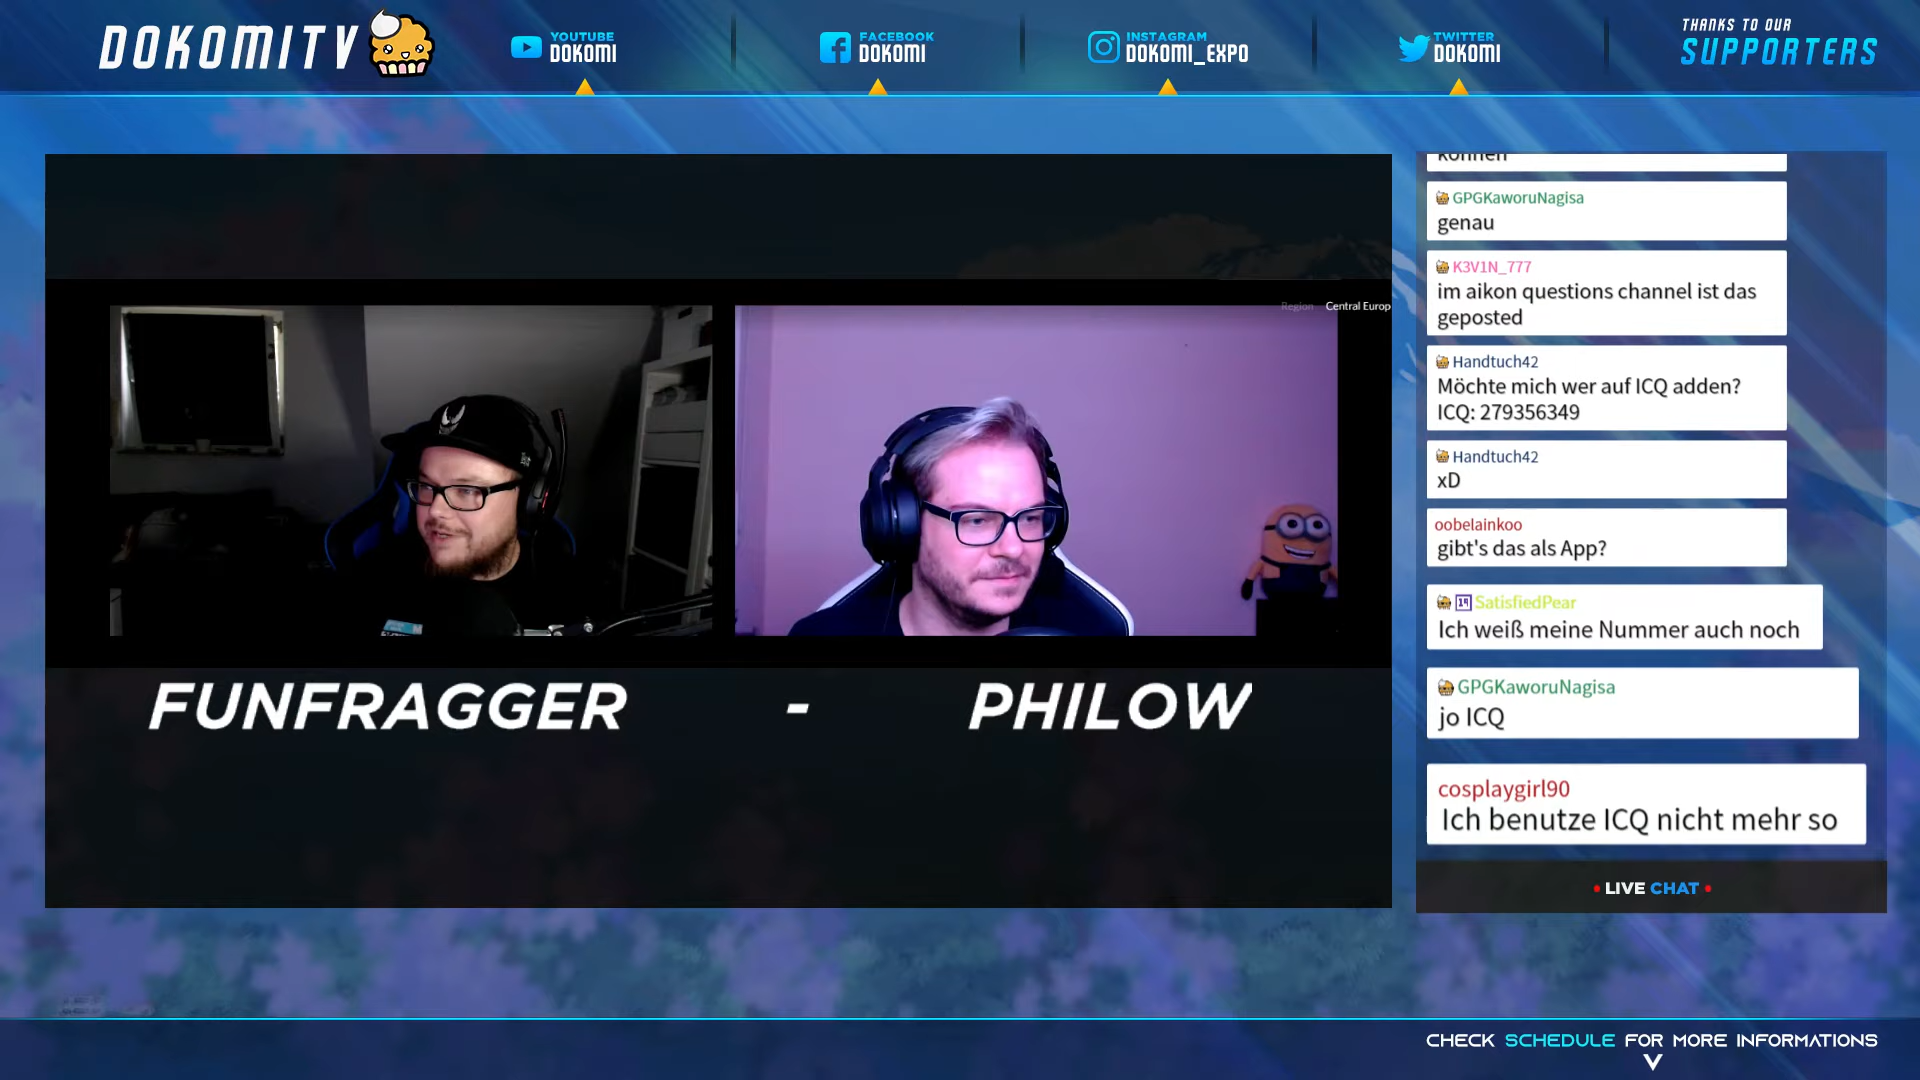 DOKOMITV
YOUTUBE
DOKOMI
FACEBOOK
DOKOMI
INSTAGRAM
DOKOMI_EXPO
TWITTER
DOKOMI
THANKS TO OUR
SUPPORTERS
Region Central Europ
FUNFRAGGER - PHILOW
können
GPGKaworuNagisa
genau
K3V1N_777
im aikon questions channel ist das
geposted
Handtuch42
Möchte mich wer auf ICQ adden?
ICQ: 279356349
Handtuch42
xD
oobelainkoo
gibt's das als App?
19 SatisfiedPear
Ich weiß meine Nummer auch noch
GPGKaworuNagisa
jo ICQ
cosplaygirl90
Ich benutze ICQ nicht mehr so
• LIVE CHAT •
CHECK SCHEDULE FOR MORE INFORMATIONS